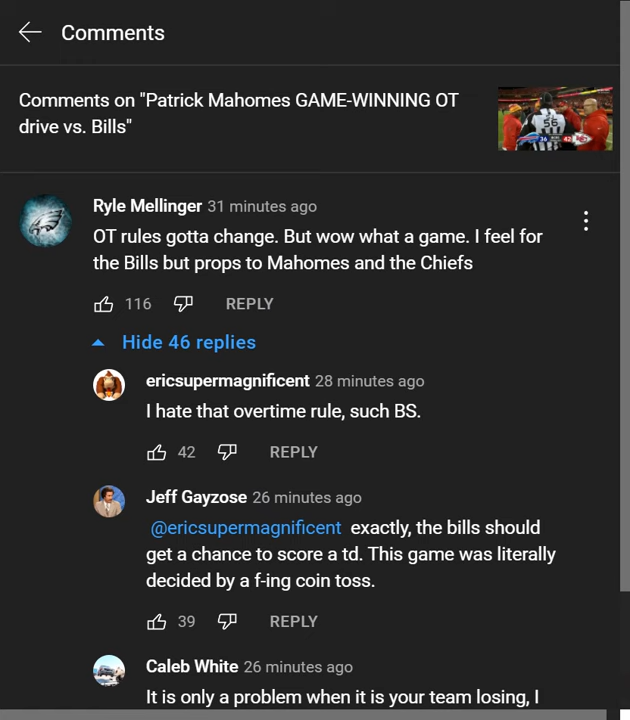 Comments
Comments on "Patrick Mahomes GAME-WINNING OT
drive vs. Bills"
56
36
42
Ryle Mellinger 31 minutes ago
OT rules gotta change. But wow what a game. I feel for
the Bills but props to Mahomes and the Chiefs
116 REPLY
Hide 46 replies
ericsupermagnificent 28 minutes ago
I hate that overtime rule, such BS.
42 REPLY
Jeff Gayzose 26 minutes ago
@ericsupermagnificent exactly, the bills should
get a chance to score a td. This game was literally
decided by a f-ing coin toss.
39 REPLY
Caleb White 26 minutes ago
It is only a problem when it is your team losing, I